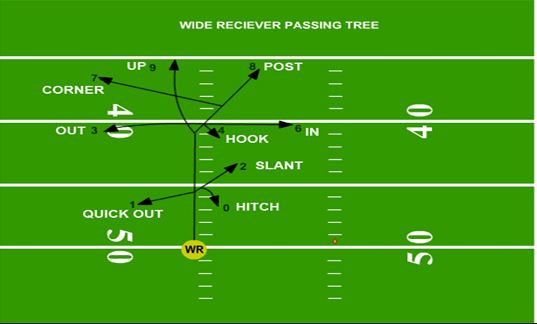 WIDE RECIEVER PASSING TREE
UP 9
8 POST
7
CORNER
40
40
OUT 3
4
HOOK
6 IN
2 SLANT
1
QUICK OUT
0 HITCH
50
50
WR